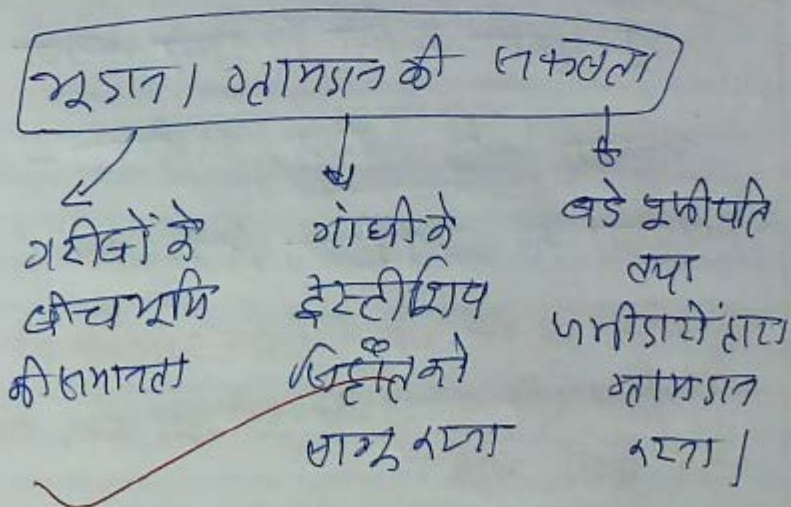 भूदान / ग्रामदान की सफलता
गरीबों के
बीच भूमि
की समानता
गांधी के
ट्रस्टीशिप
सिद्धांत को
लागू करना
बडे पूंजीपति
तथा
जमीदारों द्वारा
ग्रामदान
करना |